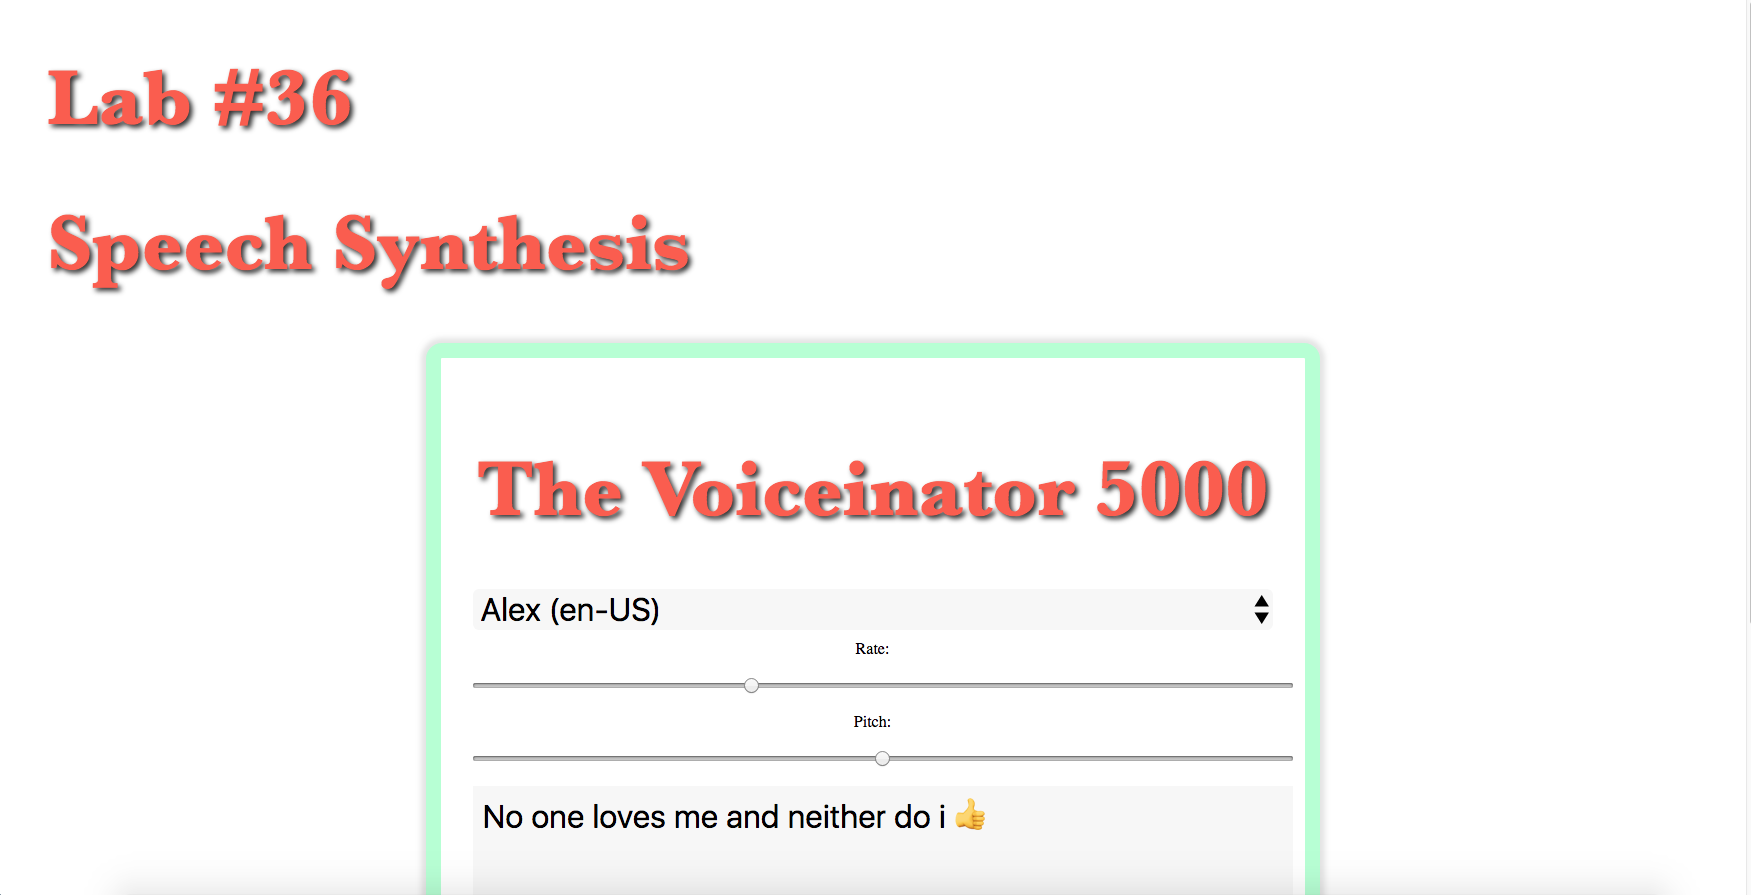 Lab #36
Speech Synthesis
The Voiceinator 5000
Alex (en-US)
Rate:
Pitch:
No one loves me and neither do i 👍